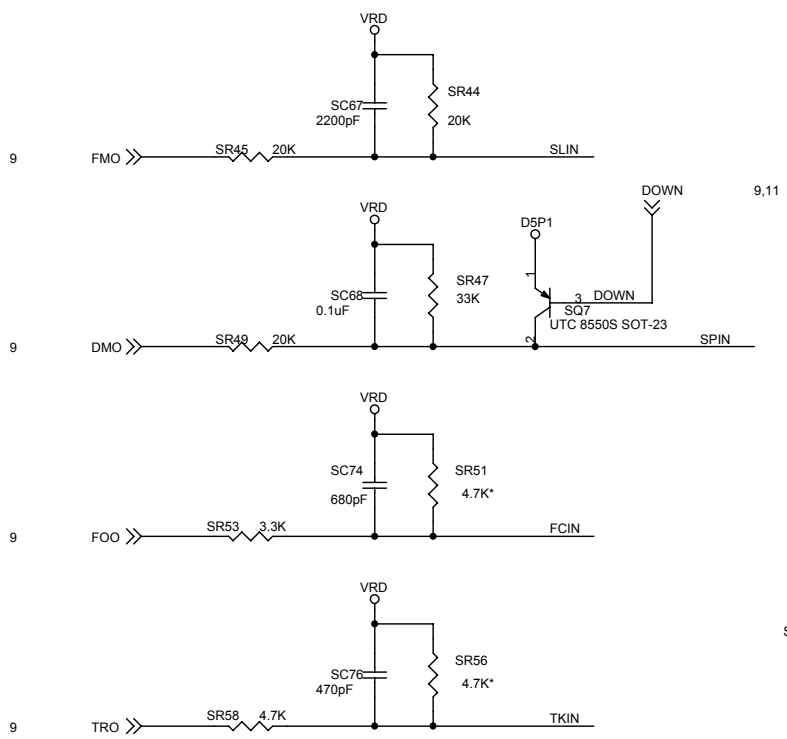 VRD
SC67
2200pF
SR44
20K
9
FMO
SR45
20K
SLIN
DOWN
9,11
VRD
D5P1
SC68
0.1uF
SR47
33K
1
3
DOWN
SQ7
UTC 8550S SOT-23
2
9
DMO
SR49
20K
SPIN
VRD
SC74
680pF
SR51
4.7K*
9
FOO
SR53
3.3K
FCIN
VRD
SC76
470pF
SR56
4.7K*
9
TRO
SR58
4.7K
TKIN